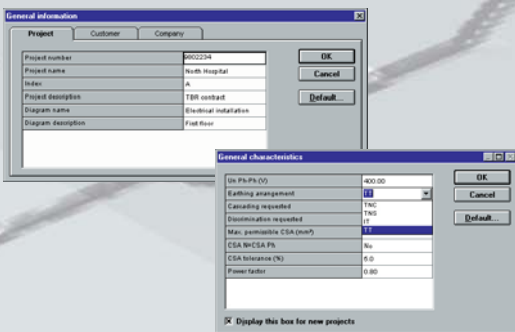 General information
Project Customer Company
Project number 9802234
Project name North Hospital
Index A
Project description TBR contract
Diagram name Electrical installation
Diagram description First floor
OK
Cancel
Default...
General characteristics
Un Ph-Ph (V) 400.00
Earthing arrangement TT
Cascading requested TNC
Discrimination requested TNS
IT
Max. permissible CSA (mm²) TT
CSA N=CSA Ph No
CSA tolerance (%) 5.0
Power factor 0.80
OK
Cancel
Default...
Display this box for new projects